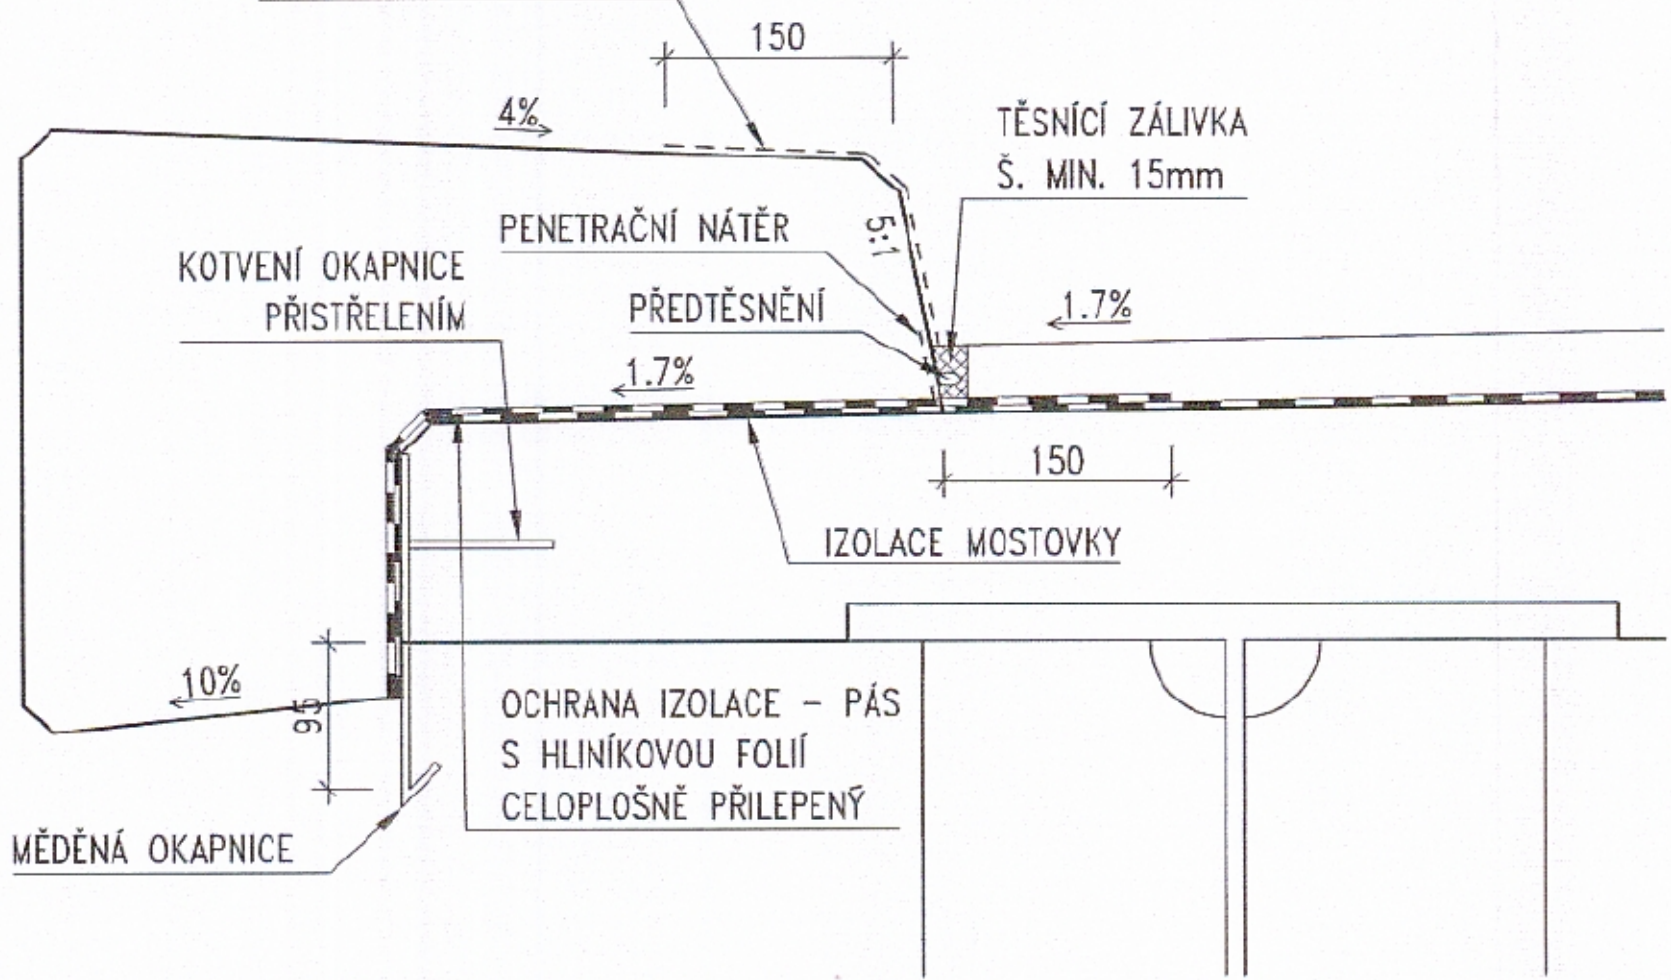 150
4%
TĚSNÍCÍ ZÁLIVKA
Š. MIN. 15mm
PENETRAČNÍ NÁTĚR
5:1
KOTVENÍ OKAPNICE
PŘISTŘELENÍM
PŘEDTĚSNĚNÍ
1.7%
1.7%
150
IZOLACE MOSTOVKY
10%
95
OCHRANA IZOLACE – PÁS
S HLINÍKOVOU FOLIÍ
CELOPLOŠNĚ PŘILEPENÝ
MĚDĚNÁ OKAPNICE